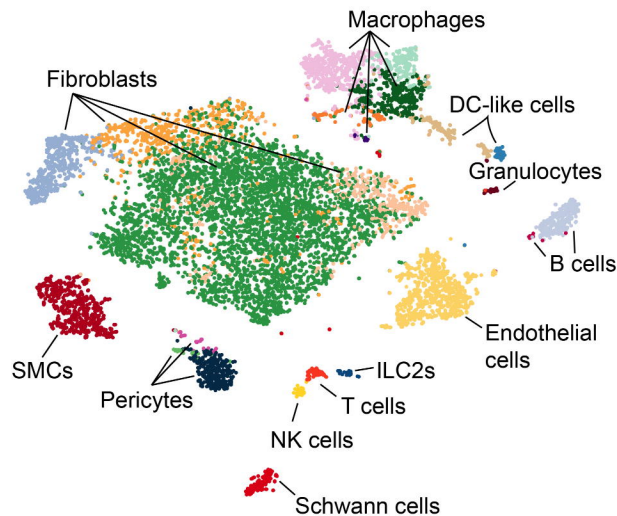 Macrophages
Fibroblasts
DC-like cells
Granulocytes
B cells
Endothelial
cells
SMCs
Pericytes
ILC2s
T cells
NK cells
Schwann cells